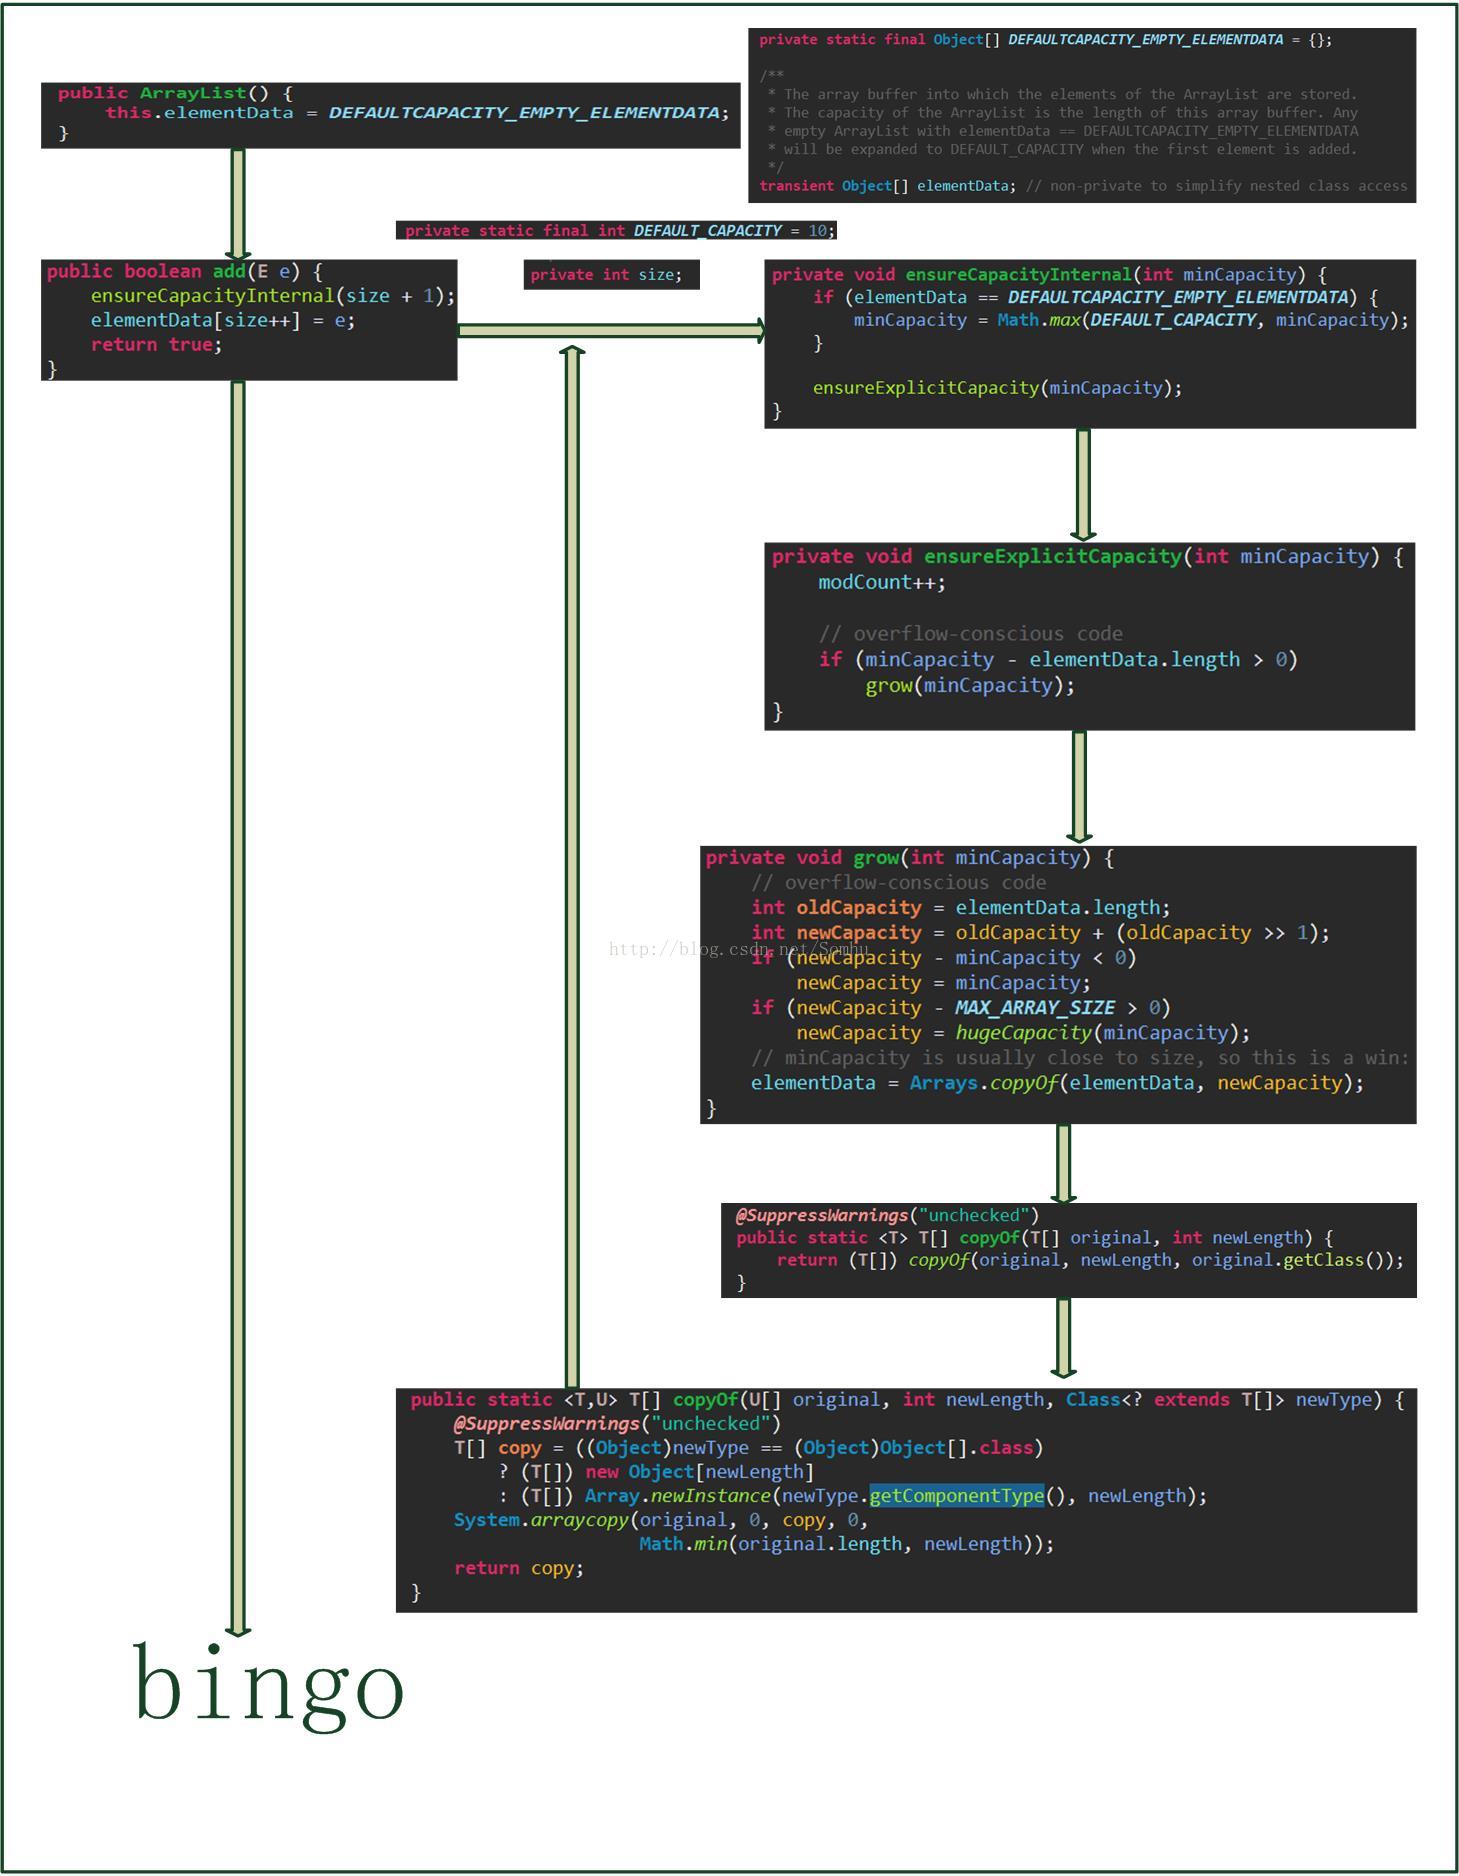 private static final Object[] DEFAULTCAPACITY_EMPTY_ELEMENTDATA = {};
/**
* The array buffer into which the elements of the ArrayList are stored.
* The capacity of the ArrayList is the length of this array buffer. Any
* empty ArrayList with elementData == DEFAULTCAPACITY_EMPTY_ELEMENTDATA
* will be expanded to DEFAULT_CAPACITY when the first element is added.
*/
transient Object[] elementData; // non-private to simplify nested class access
public ArrayList() {
this.elementData = DEFAULTCAPACITY_EMPTY_ELEMENTDATA;
}
private static final int DEFAULT_CAPACITY = 10;
public boolean add(E e) {
ensureCapacityInternal(size + 1);
elementData[size++] = e;
return true;
}
private int size;
private void ensureCapacityInternal(int minCapacity) {
if (elementData == DEFAULTCAPACITY_EMPTY_ELEMENTDATA) {
minCapacity = Math.max(DEFAULT_CAPACITY, minCapacity);
}
ensureExplicitCapacity(minCapacity);
}
private void ensureExplicitCapacity(int minCapacity) {
modCount++;
// overflow-conscious code
if (minCapacity - elementData.length > 0)
grow(minCapacity);
}
private void grow(int minCapacity) {
// overflow-conscious code
int oldCapacity = elementData.length;
int newCapacity = oldCapacity + (oldCapacity >> 1);
http://blog.csdn.net/Somhu
if (newCapacity - minCapacity < 0)
newCapacity = minCapacity;
if (newCapacity - MAX_ARRAY_SIZE > 0)
newCapacity = hugeCapacity(minCapacity);
// minCapacity is usually close to size, so this is a win:
elementData = Arrays.copyOf(elementData, newCapacity);
}
@SuppressWarnings("unchecked")
public static <T> T[] copyOf(T[] original, int newLength) {
return (T[]) copyOf(original, newLength, original.getClass());
}
public static <T,U> T[] copyOf(U[] original, int newLength, Class<? extends T[]> newType) {
@SuppressWarnings("unchecked")
T[] copy = ((Object)newType == (Object)Object[].class)
? (T[]) new Object[newLength]
: (T[]) Array.newInstance(newType.getComponentType(), newLength);
System.arraycopy(original, 0, copy, 0,
Math.min(original.length, newLength));
return copy;
}
bingo